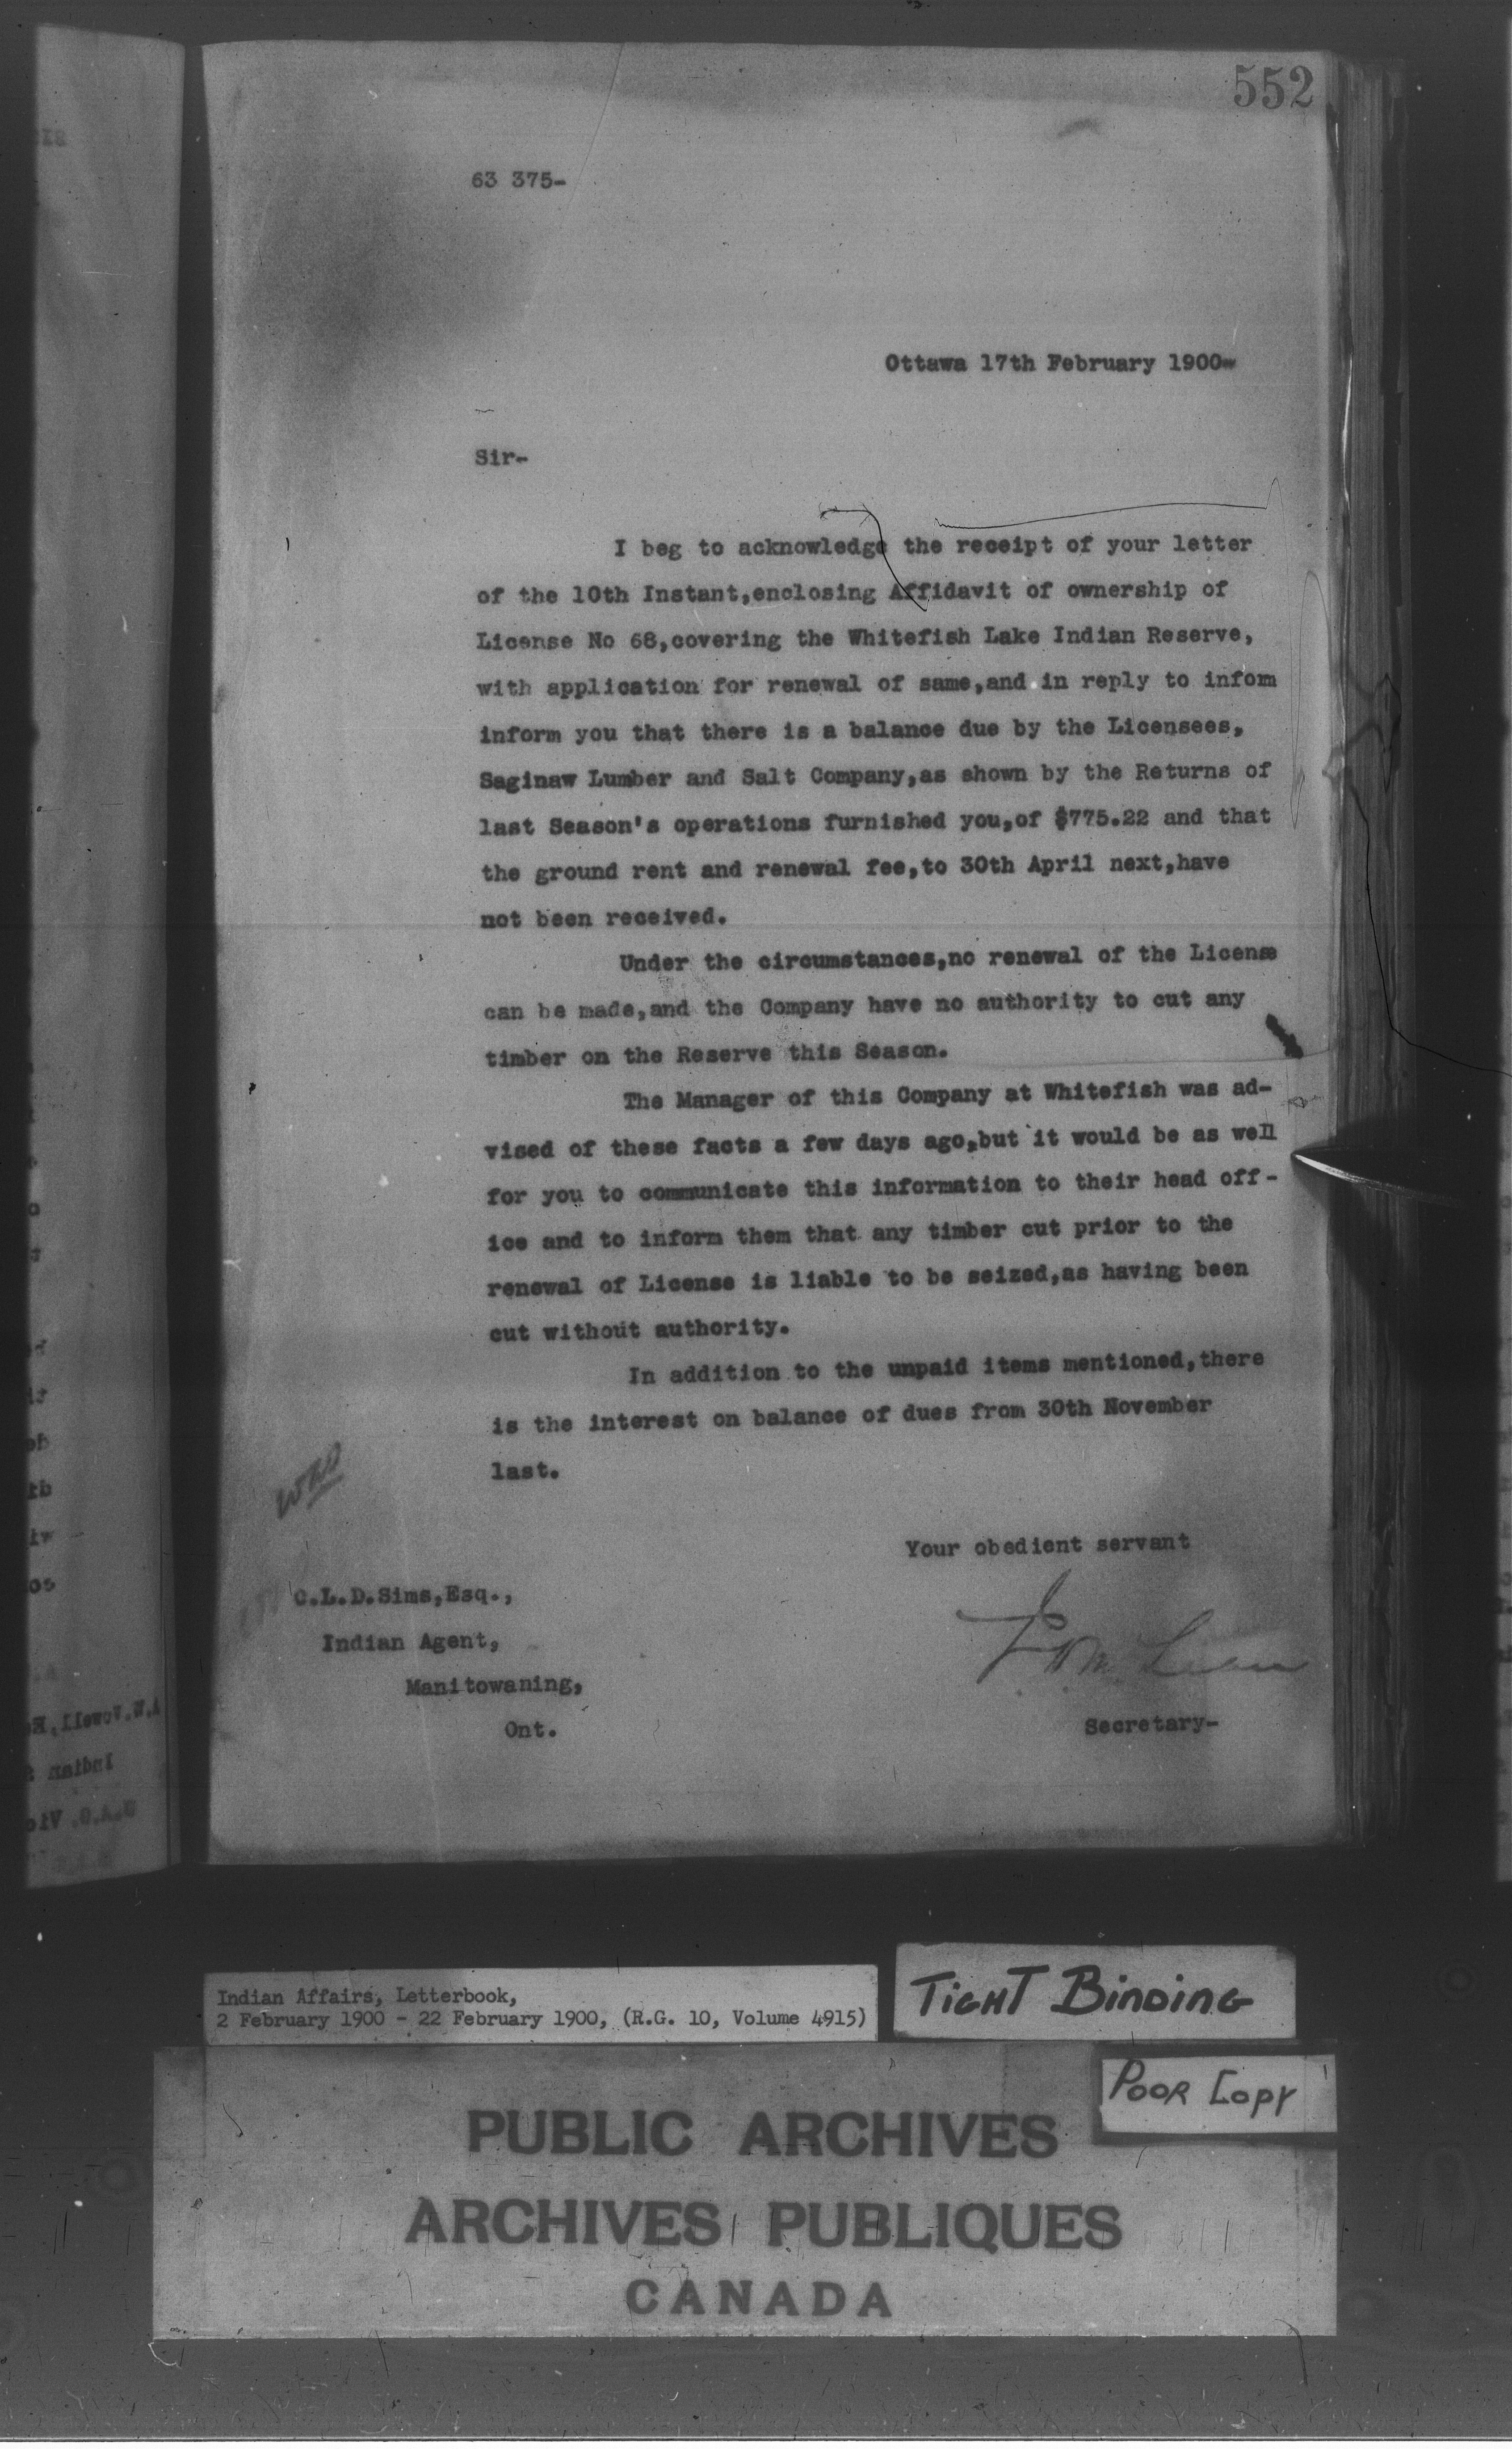 552
63 375-
Ottawa 17th February 1900-
Sir-
I beg to acknowledge the receipt of your letter
of the 10th Instant,enclosing Affidavit of ownership of
License No 68,covering the Whitefish Lake Indian Reserve,
with application for renewal of same,and in reply to infom
inform you that there is a balance due by the Licensees,
Saginaw Lumber and Salt Company,as shown by the Returns of
last Season's operations furnished you,of $775.22 and that
the ground rent and renewal fee,to 30th April next,have
not been received.
Under the circumstances,no renewal of the License
can be made,and the Company have no authority to cut any
timber on the Reserve this Season.
The Manager of this Company at Whitefish was ad-
vised of these facts a few days ago,but it would be as well
for you to communicate this information to their head off-
ice and to inform them that any timber cut prior to the
renewal of License is liable to be seized,as having been
cut without authority.
In addition to the unpaid items mentioned,there
is the interest on balance of dues from 30th November
last.
Your obedient servant
C.L.D.Sims,Esq.,
Indian Agent,
Manitowaning,
Ont.
Secretary-
Indian Affairs, Letterbook,
2 February 1900 - 22 February 1900, (R.G. 10, Volume 4915)
TIGHT BINDING
POOR COPY
PUBLIC ARCHIVES
ARCHIVES PUBLIQUES
CANADA